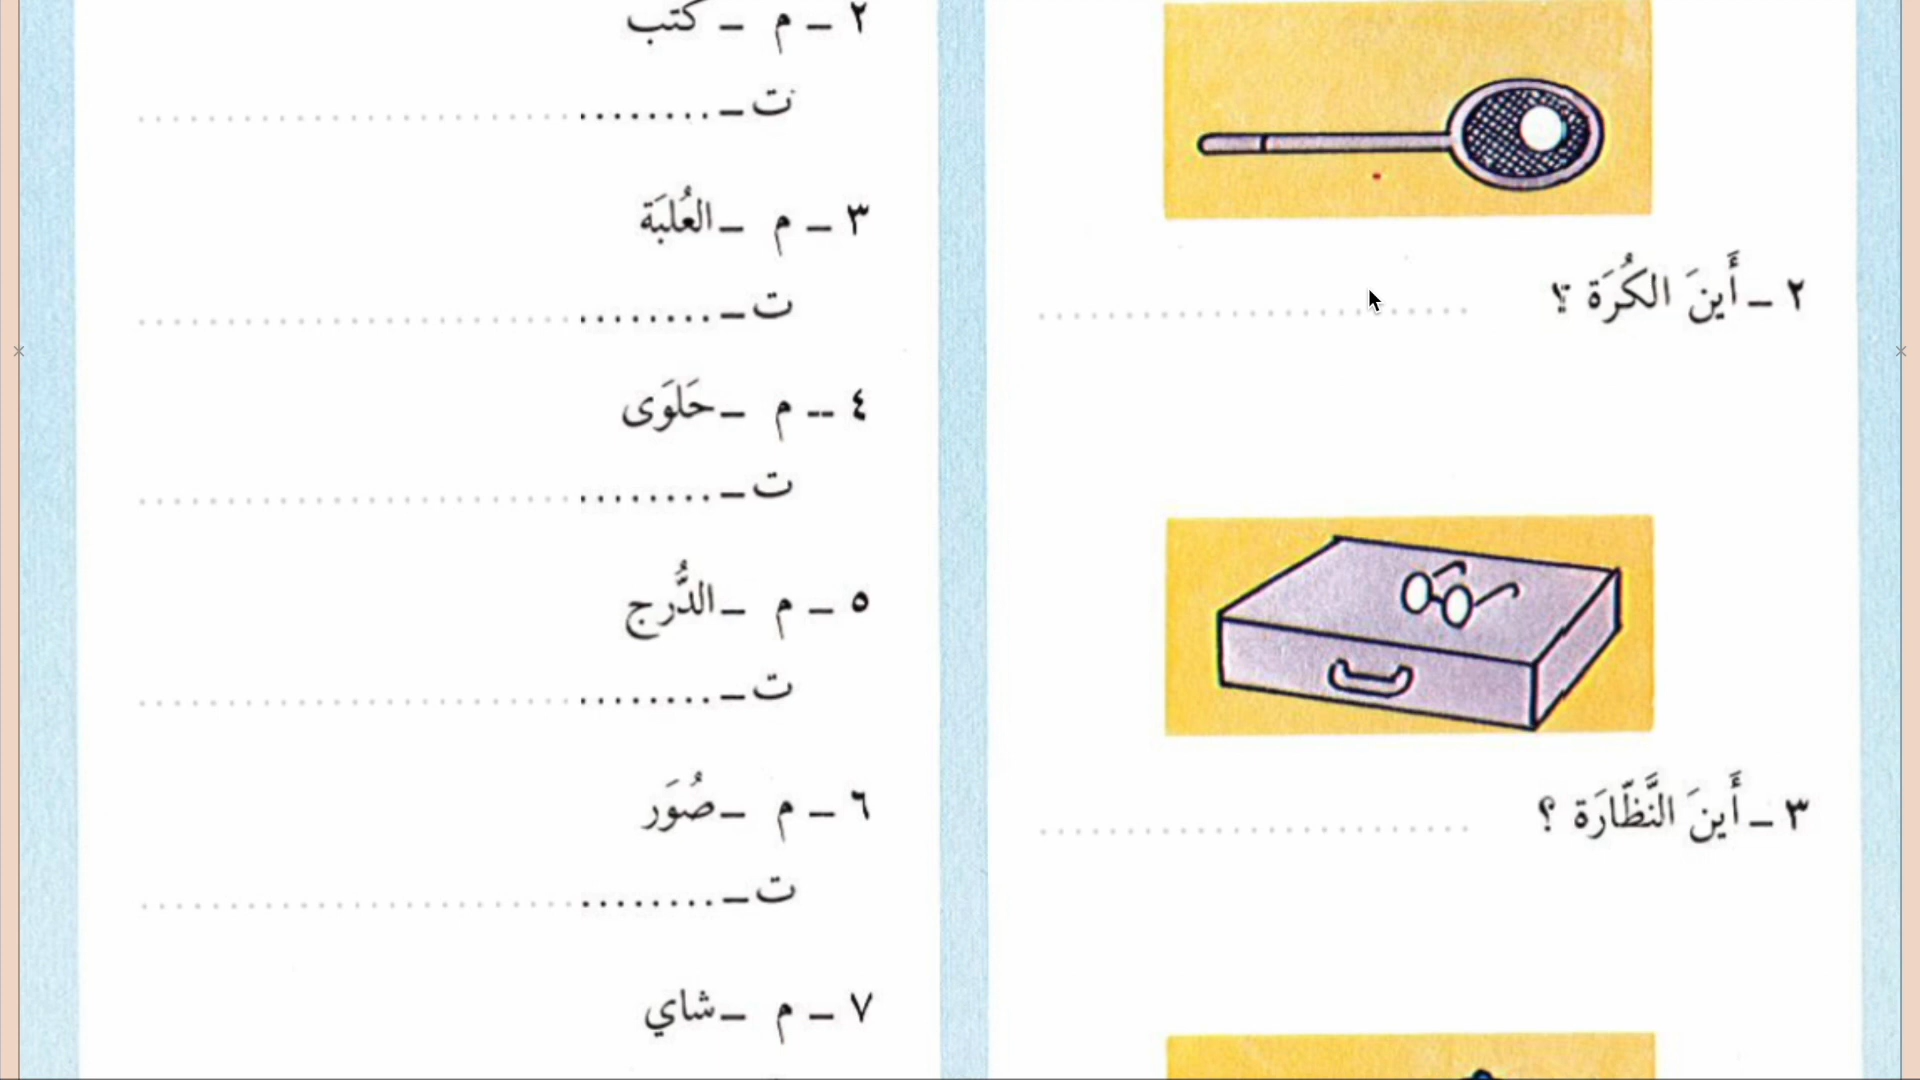 ٢ ـ أَينَ الكُرَة ؟
٣ ـ أَينَ النَّظّارَة ؟
٢ ـ م ـ كتب
ت ـ ........
٣ ـ م ـ العُلبَة
ت ـ ........
٤ -- م ـ حَلَوَى
ت ـ ........
٥ ـ م ـ الدُّرج
ت ـ ........
٦ ـ م ـ صُوَر
ت ـ ........
٧ ـ م ـ شاي